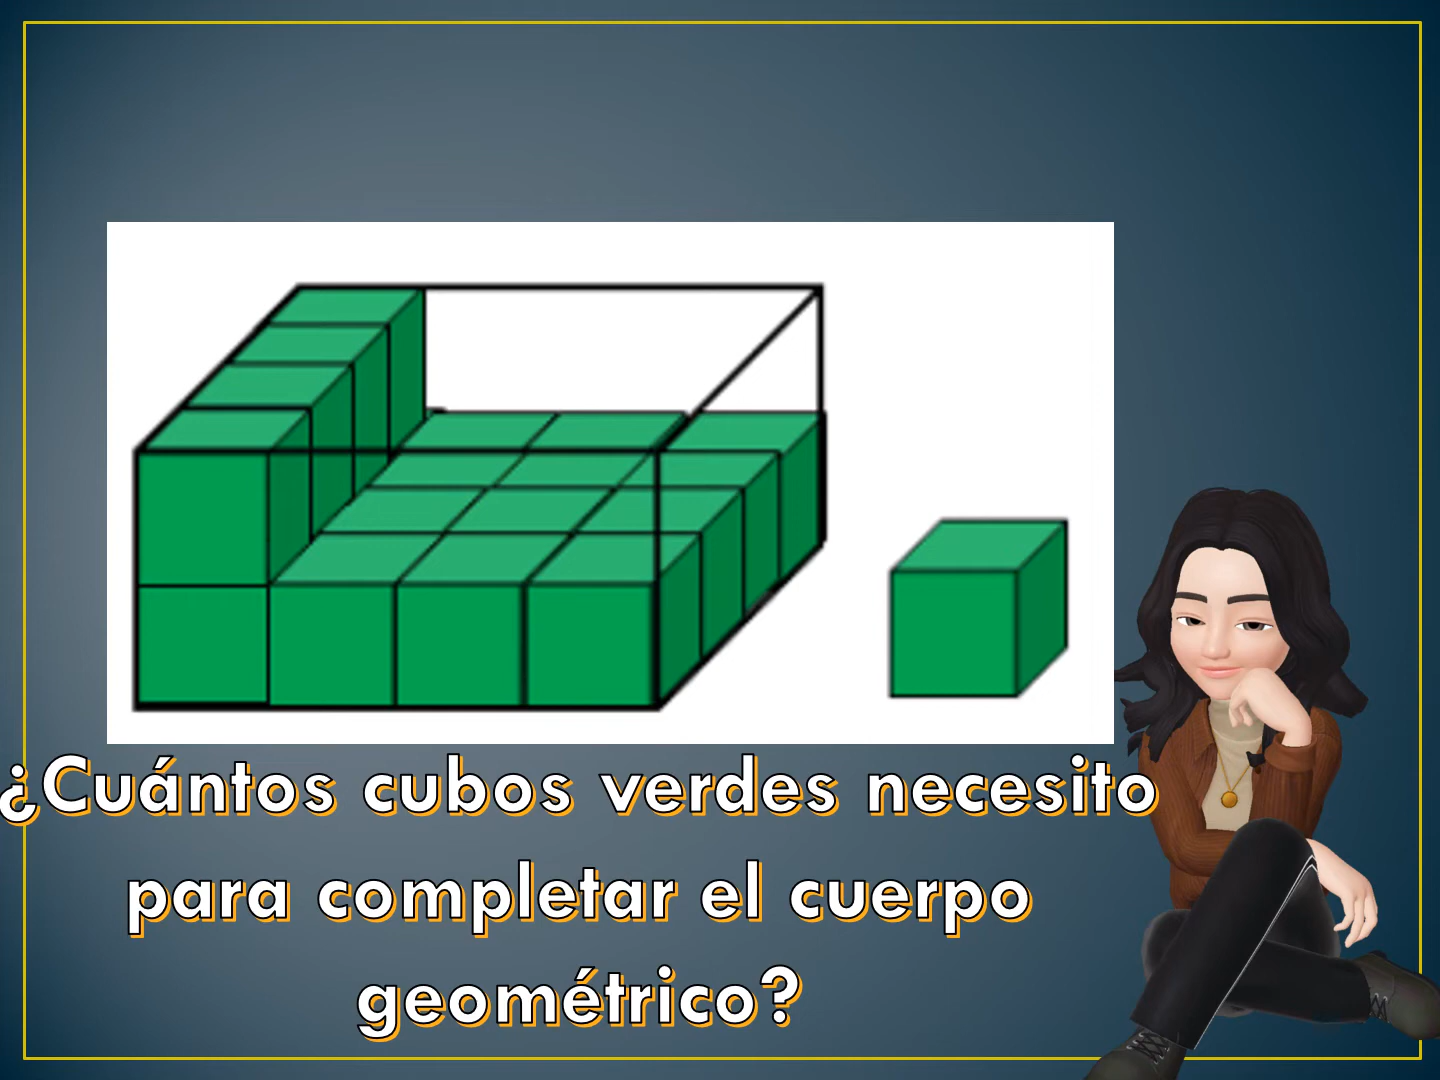 ¿Cuántos cubos verdes necesito
para completar el cuerpo
geométrico?